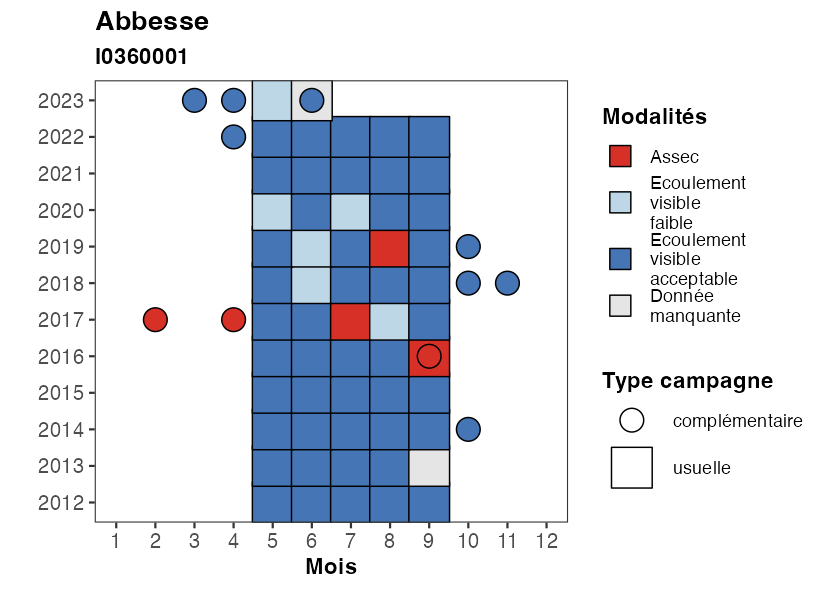 Abbesse
I0360001
2023
2022
2021
2020
2019
2018
2017
2016
2015
2014
2013
2012
1 2 3 4 5 6 7 8 9 10 11 12
Mois
Modalités
Assec
Ecoulement
visible
faible
Ecoulement
visible
acceptable
Donnée
manquante
Type campagne
complémentaire
usuelle